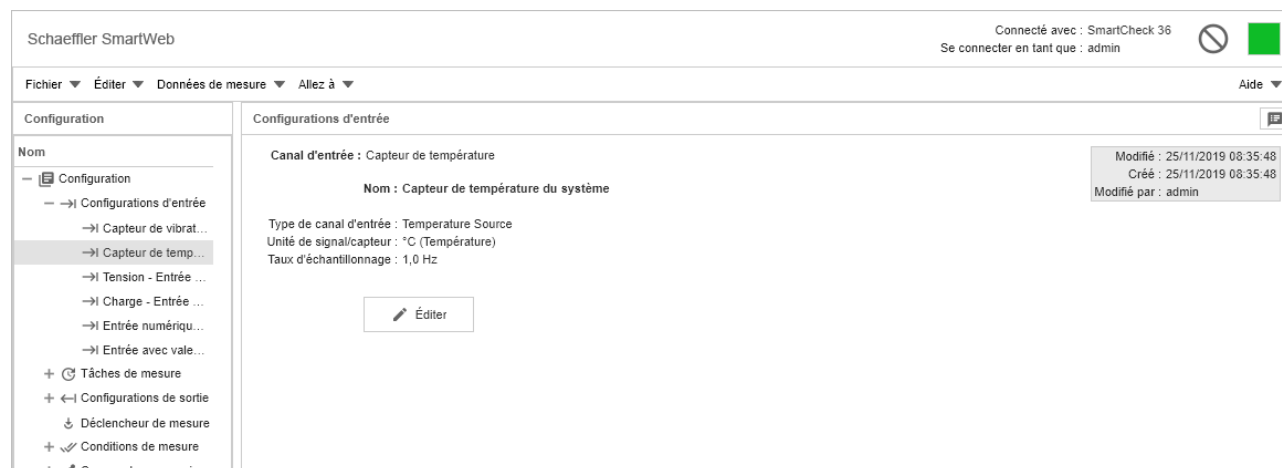 Schaeffler SmartWeb
Connecté avec : SmartCheck 36
Se connecter en tant que : admin
Fichier Éditer Données de mesure Allez à Aide
Configuration
Configurations d'entrée
Nom
Configuration
Configurations d'entrée
Capteur de vibrat...
Capteur de temp...
Tension - Entrée ...
Charge - Entrée ...
Entrée numériqu...
Entrée avec vale...
Tâches de mesure
Configurations de sortie
Déclencheur de mesure
Conditions de mesure
Canal d'entrée : Capteur de température
Nom : Capteur de température du système
Type de canal d'entrée : Temperature Source
Unité de signal/capteur : °C (Température)
Taux d'échantillonnage : 1,0 Hz
Éditer
Modifié : 25/11/2019 08:35:48
Créé : 25/11/2019 08:35:48
Modifié par : admin